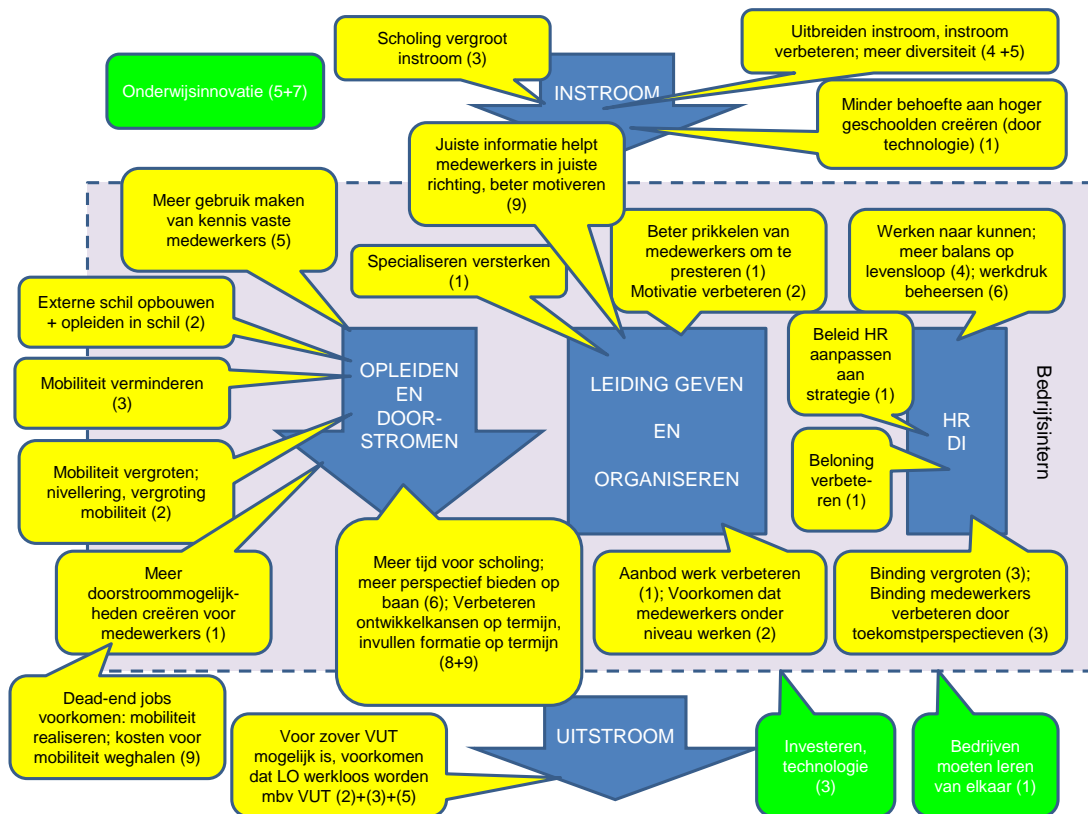 Scholing vergroot
instroom (3)
Uitbreiden instroom, instroom
verbeteren; meer diversiteit (4 +5)
Onderwijsinnovatie (5+7)
INSTROOM
Minder behoefte aan hoger
geschoolden creëren (door
technologie) (1)
Juiste informatie helpt
medewerkers in juiste
richting, beter motiveren
(9)
Meer gebruik maken
van kennis vaste
medewerkers (5)
Specialiseren versterken
(1)
Beter prikkelen van
medewerkers om te
presteren (1)
Motivatie verbeteren (2)
Werken naar kunnen;
meer balans op
levensloop (4); werkdruk
beheersen (6)
Externe schil opbouwen
+ opleiden in schil (2)
Beleid HR
aanpassen
aan
strategie (1)
Mobiliteit verminderen
(3)
OPLEIDEN
EN
DOOR-
STROMEN
LEIDING GEVEN
EN
ORGANISEREN
HR
DI
Bedrijfsintern
Mobiliteit vergroten;
nivellering, vergroting
mobiliteit (2)
Beloning
verbete-
ren (1)
Meer
doorstroommogelijk-
heden creëren voor
medewerkers (1)
Meer tijd voor scholing;
meer perspectief bieden op
baan (6); Verbeteren
ontwikkelkansen op termijn,
invullen formatie op termijn
(8+9)
Aanbod werk verbeteren
(1); Voorkomen dat
medewerkers onder
niveau werken (2)
Binding vergroten (3);
Binding medewerkers
verbeteren door
toekomstperspectieven (3)
Dead-end jobs
voorkomen: mobiliteit
realiseren; kosten voor
mobiliteit weghalen (9)
Voor zover VUT
mogelijk is, voorkomen
dat LO werkloos worden
mbv VUT (2)+(3)+(5)
UITSTROOM
Investeren,
technologie
(3)
Bedrijven
moeten leren
van elkaar (1)